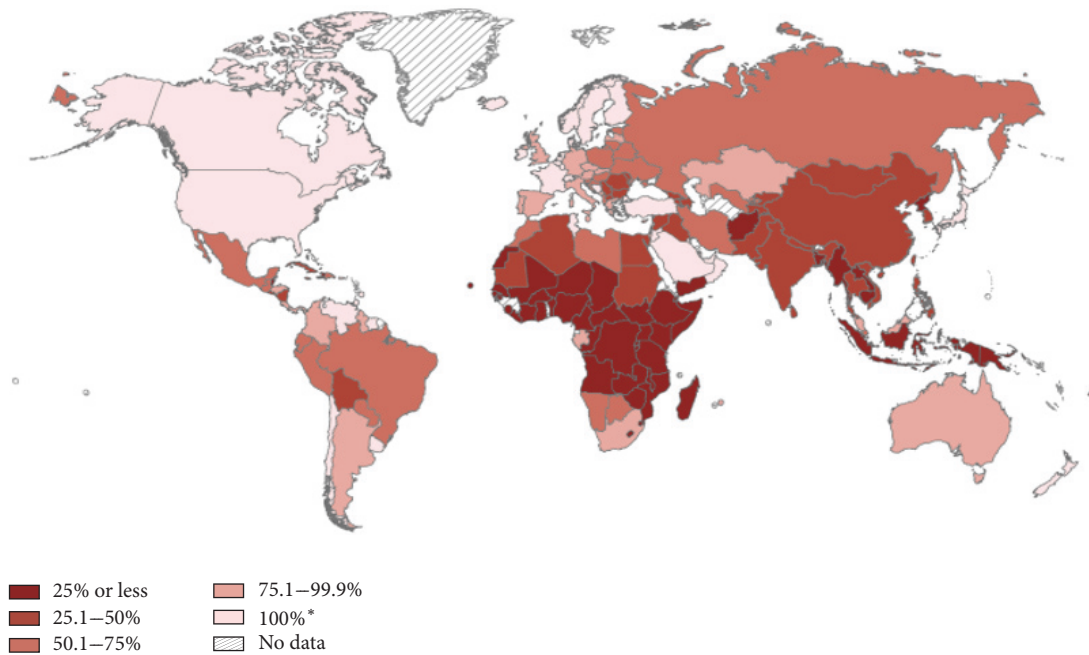 25% or less
25.1–50%
50.1–75%
75.1–99.9%
100%*
No data